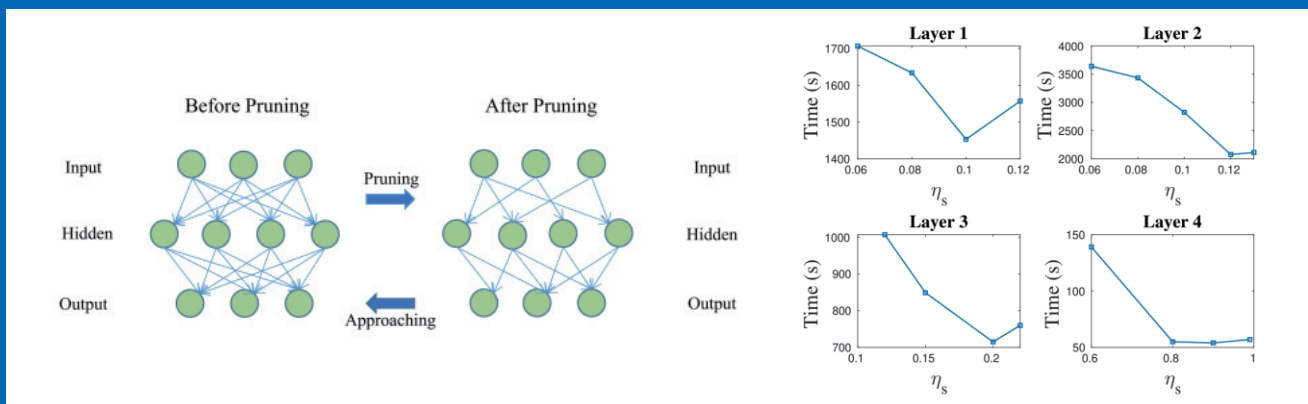 Before Pruning
After Pruning
Input
Pruning
Input
Hidden
Hidden
Output
Approaching
Output
Layer 1
Time (s)
1700
1600
1500
1400
0.06
0.08
0.1
0.12
ηs
Layer 2
Time (s)
4000
3500
3000
2500
2000
0.06
0.08
0.1
0.12
ηs
Layer 3
Time (s)
1000
900
800
700
0.1
0.15
0.2
ηs
Layer 4
Time (s)
150
100
50
0.6
0.8
1
ηs